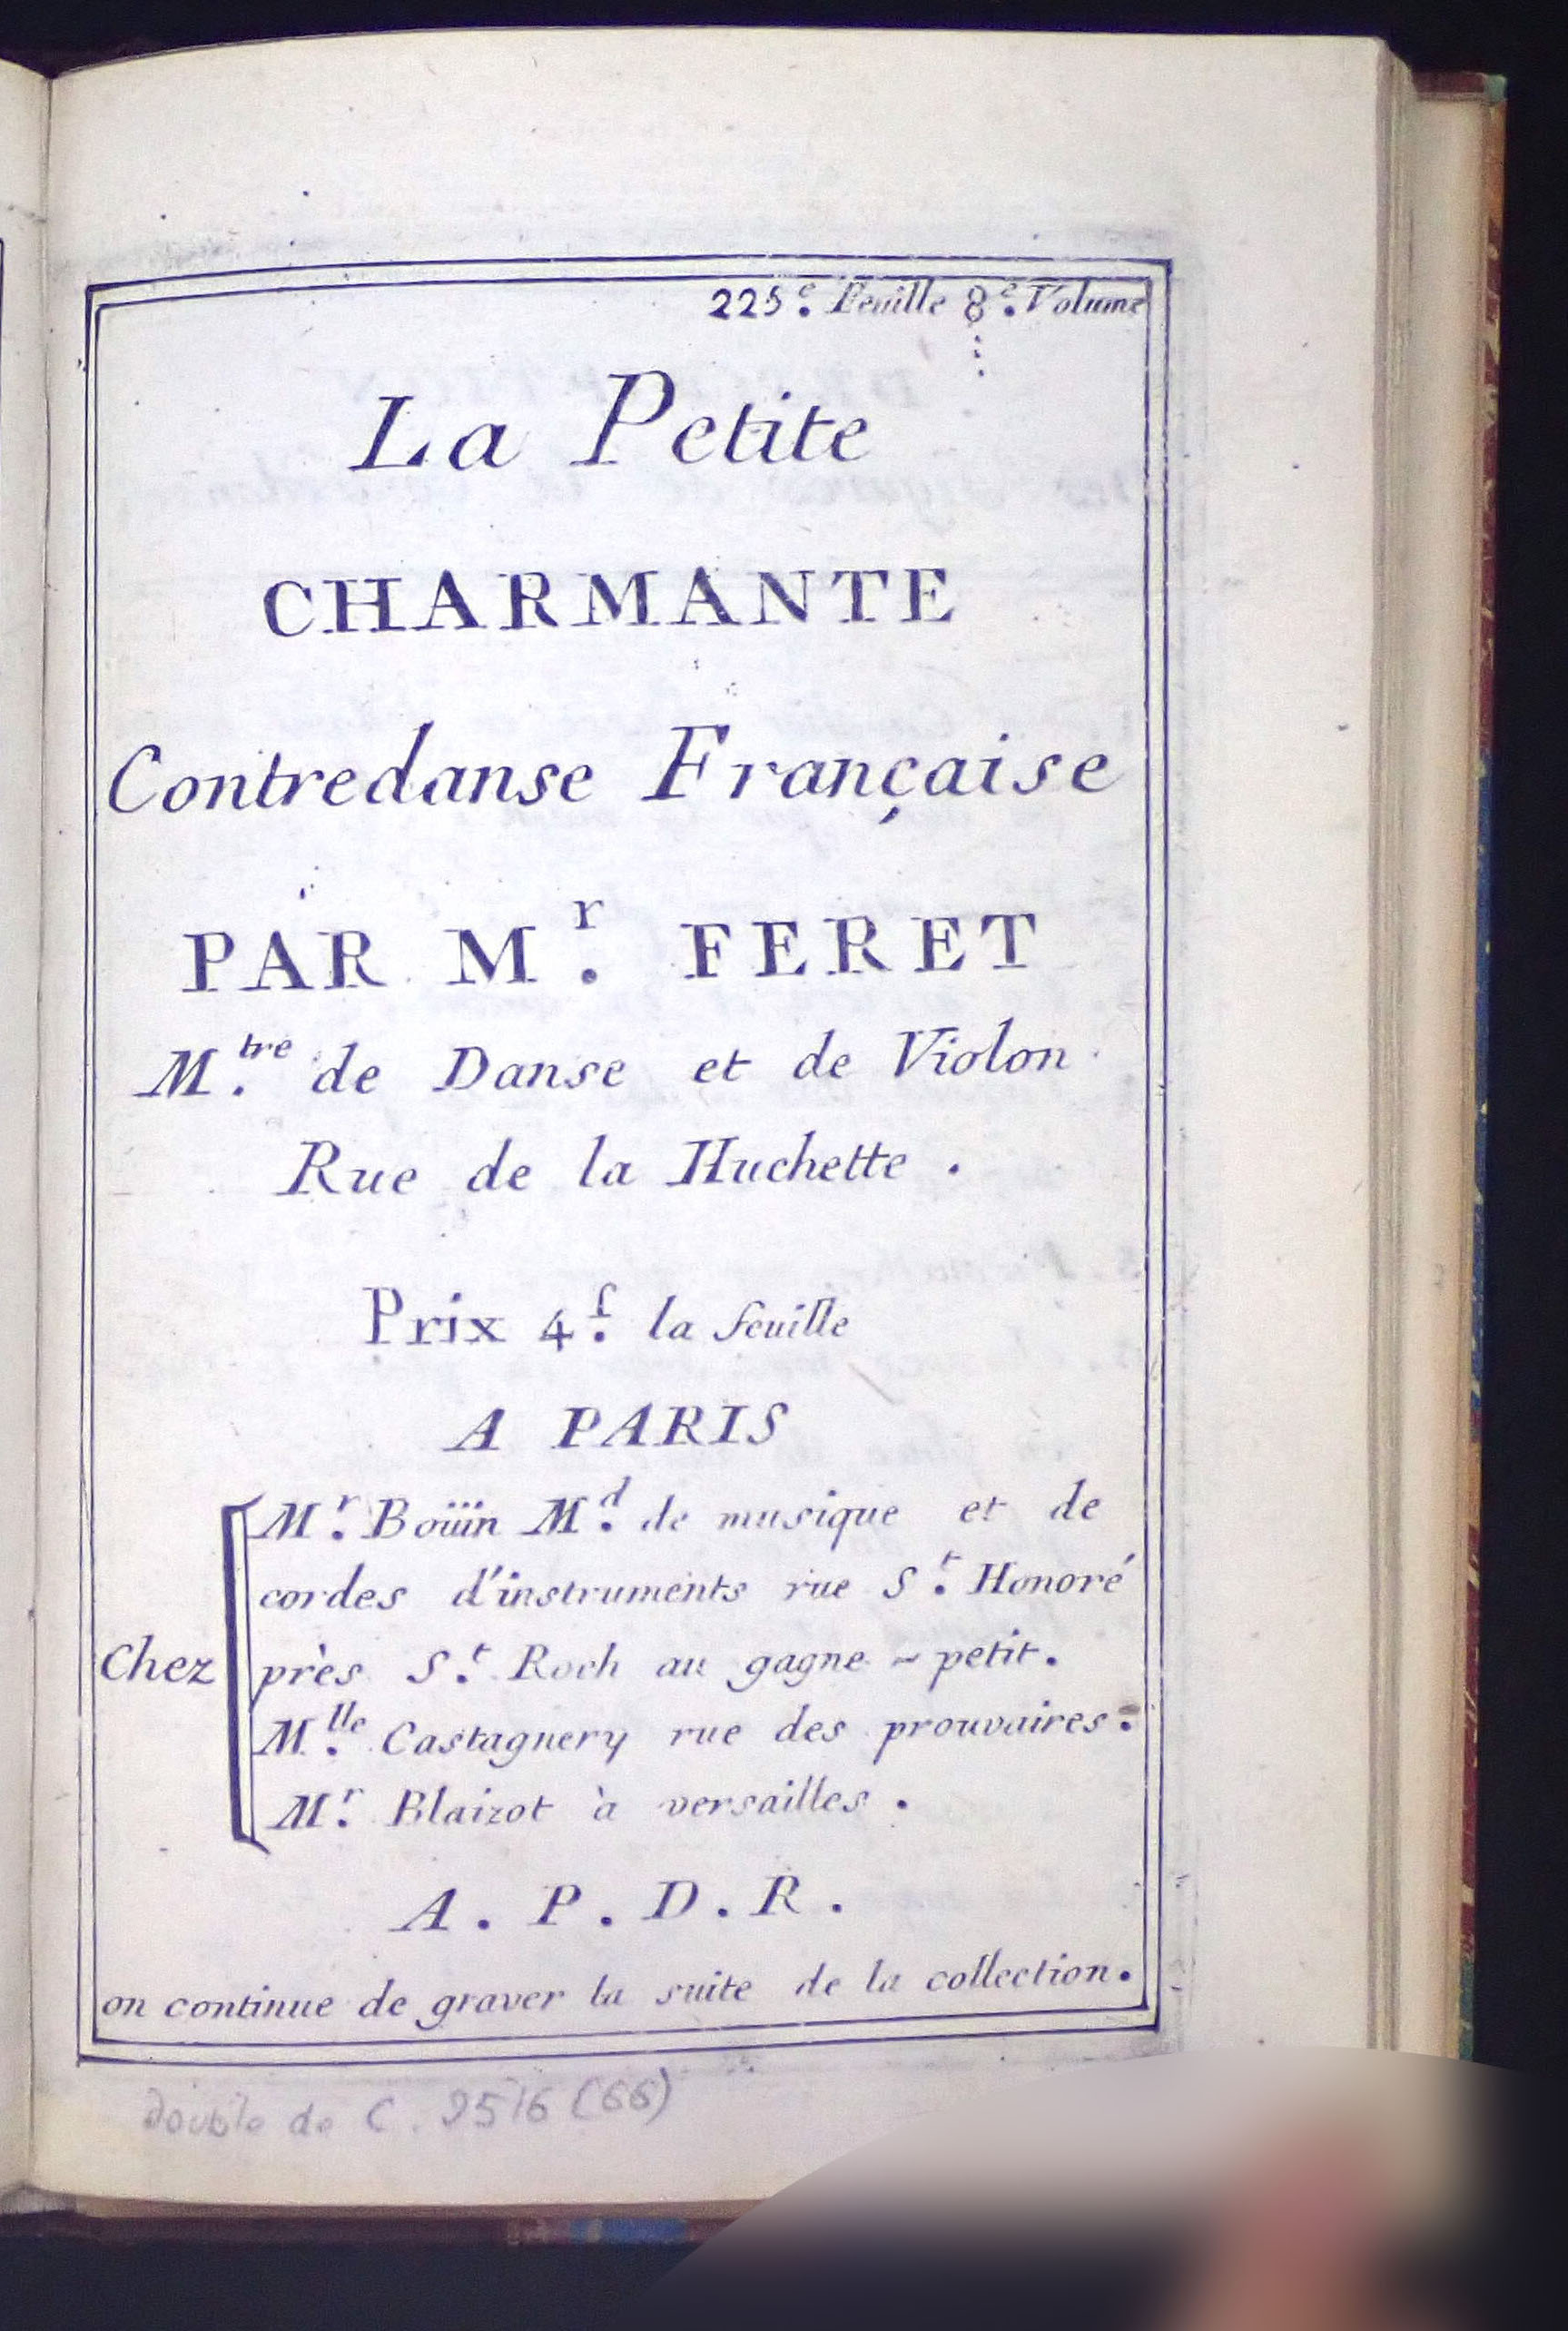 225.e Feuille 8.e Volume
La Petite
CHARMANTE
Contredanse Française
PAR M.r FERET
M.tre de Danse et de Violon
Rue de la Huchette .
Prix 4.ſ la feuille
A PARIS
M.r Boüin M.d de musique et de
cordes d'instruments rue S.t Honoré
Chez près S.t Roch au gagne - petit.
M.lle Castagnery rue des prouvaires.
M.r Blaizot à versailles .
A . P . D . R .
on continue de graver la suite de la collection.
double de C. 9516 (66)